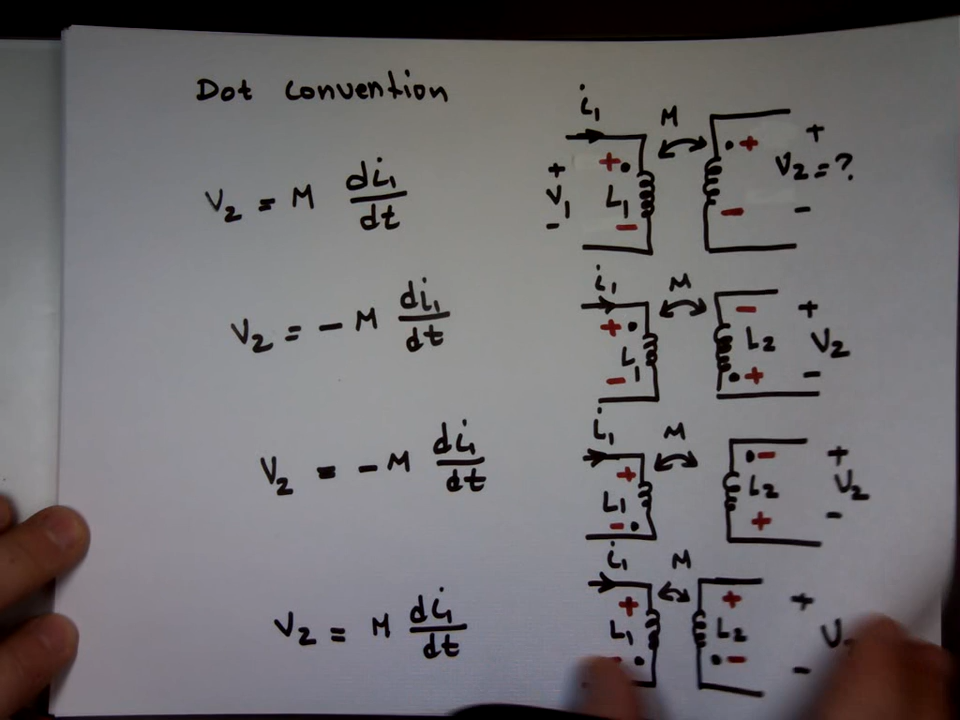 Dot convention
i₁ M
+ + • • + +
V₂ = M di₁/dt
V₁ L₁ V₂ = ?
- - - -
i₁ M
+ • - +
V₂ = - M di₁/dt
L₁ L₂ V₂
- • + -
i₁ M
+ • - +
V₂ = - M di₁/dt
L₁ L₂ V₂
- • + -
i₁ M
+ + +
V₂ = M di₁/dt
L₁ L₂
- • • - -